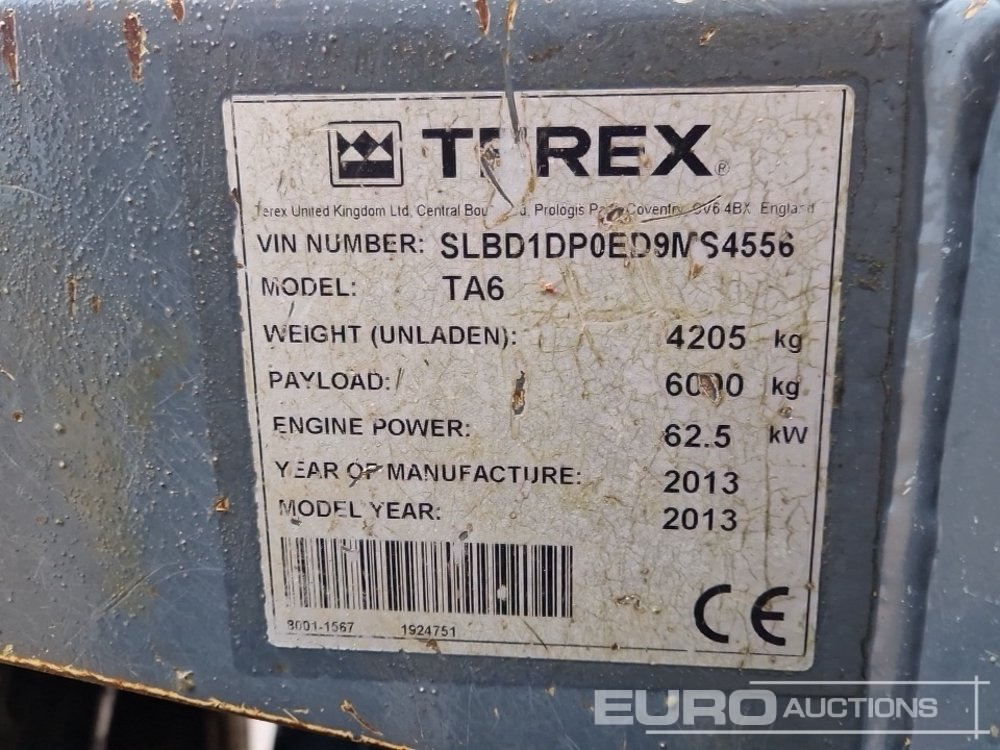 TEREX®
Terex United Kingdom Ltd, Central Boulevard, Prologis Park Coventry CV6 4BX England
VIN NUMBER: SLBD1DP0ED9MS4556
MODEL: TA6
WEIGHT (UNLADEN): 4205 kg
PAYLOAD: 6000 kg
ENGINE POWER: 62.5 kW
YEAR OF MANUFACTURE: 2013
MODEL YEAR: 2013
8001-1567 1924751
CE
EURO AUCTIONS